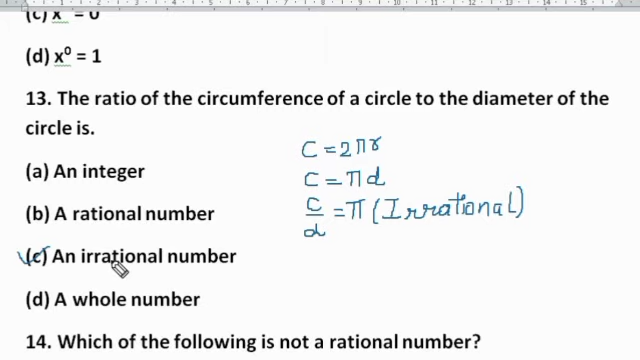 (c) x⁰ = 0
(d) x⁰ = 1
13. The ratio of the circumference of a circle to the diameter of the
circle is.
(a) An integer
(b) A rational number
(c) An irrational number
(d) A whole number
C = 2πr
C = πd
C/d = π (Irrational)
14. Which of the following is not a rational number?